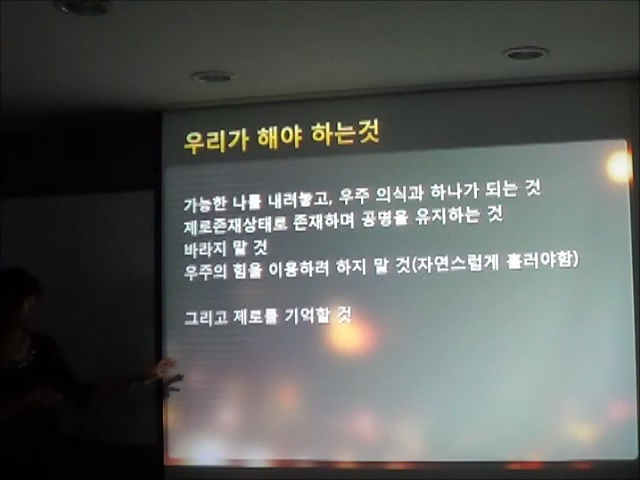 우리가 해야 하는것
가능한 나를 내려놓고, 우주 의식과 하나가 되는 것
제로존재상태로 존재하며 공명을 유지하는 것
바라지 말 것
우주의 힘을 이용하려 하지 말 것(자연스럽게 흘러야함)
그리고 제로를 기억할 것